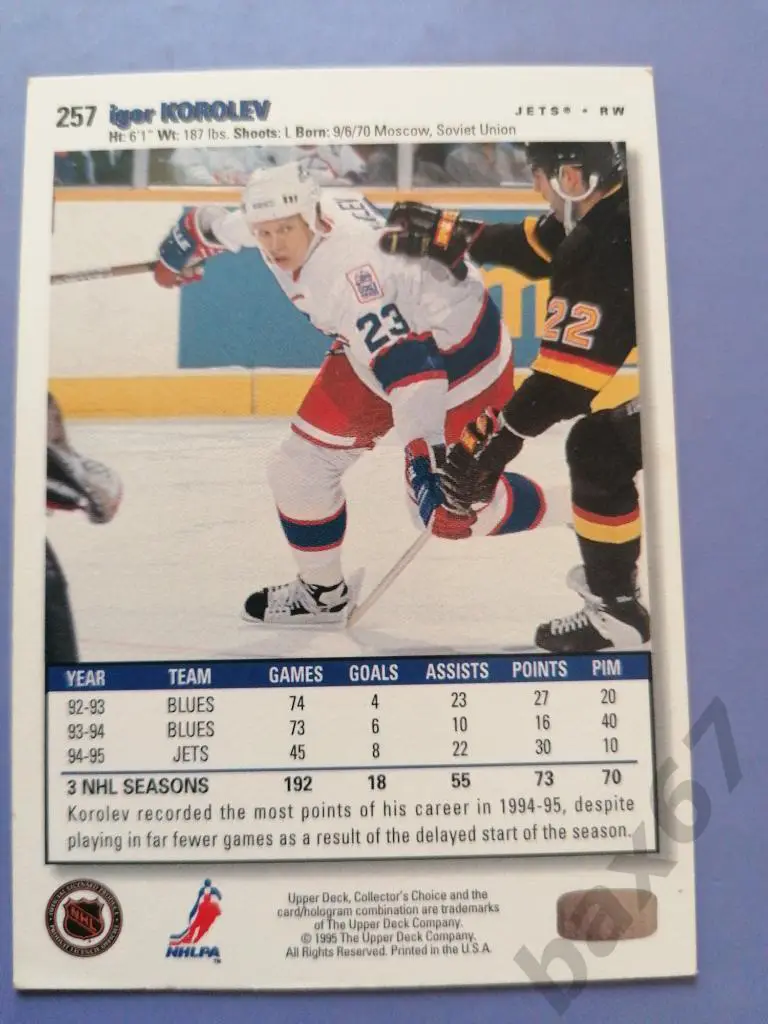 257 igor KOROLEV
JETS® • RW
Ht: 6'1" Wt: 187 lbs. Shoots: L Born: 9/6/70 Moscow, Soviet Union
23
22
YEAR TEAM GAMES GOALS ASSISTS POINTS PIM
92-93 BLUES 74 4 23 27 20
93-94 BLUES 73 6 10 16 40
94-95 JETS 45 8 22 30 10
3 NHL SEASONS 192 18 55 73 70
Korolev recorded the most points of his career in 1994-95, despite
playing in far fewer games as a result of the delayed start of the season.
NHL
NHLPA
™
Upper Deck, Collector's Choice and the
card/hologram combination are trademarks
of The Upper Deck Company.
© 1995 The Upper Deck Company.
All Rights Reserved. Printed in the U.S.A.
bax67